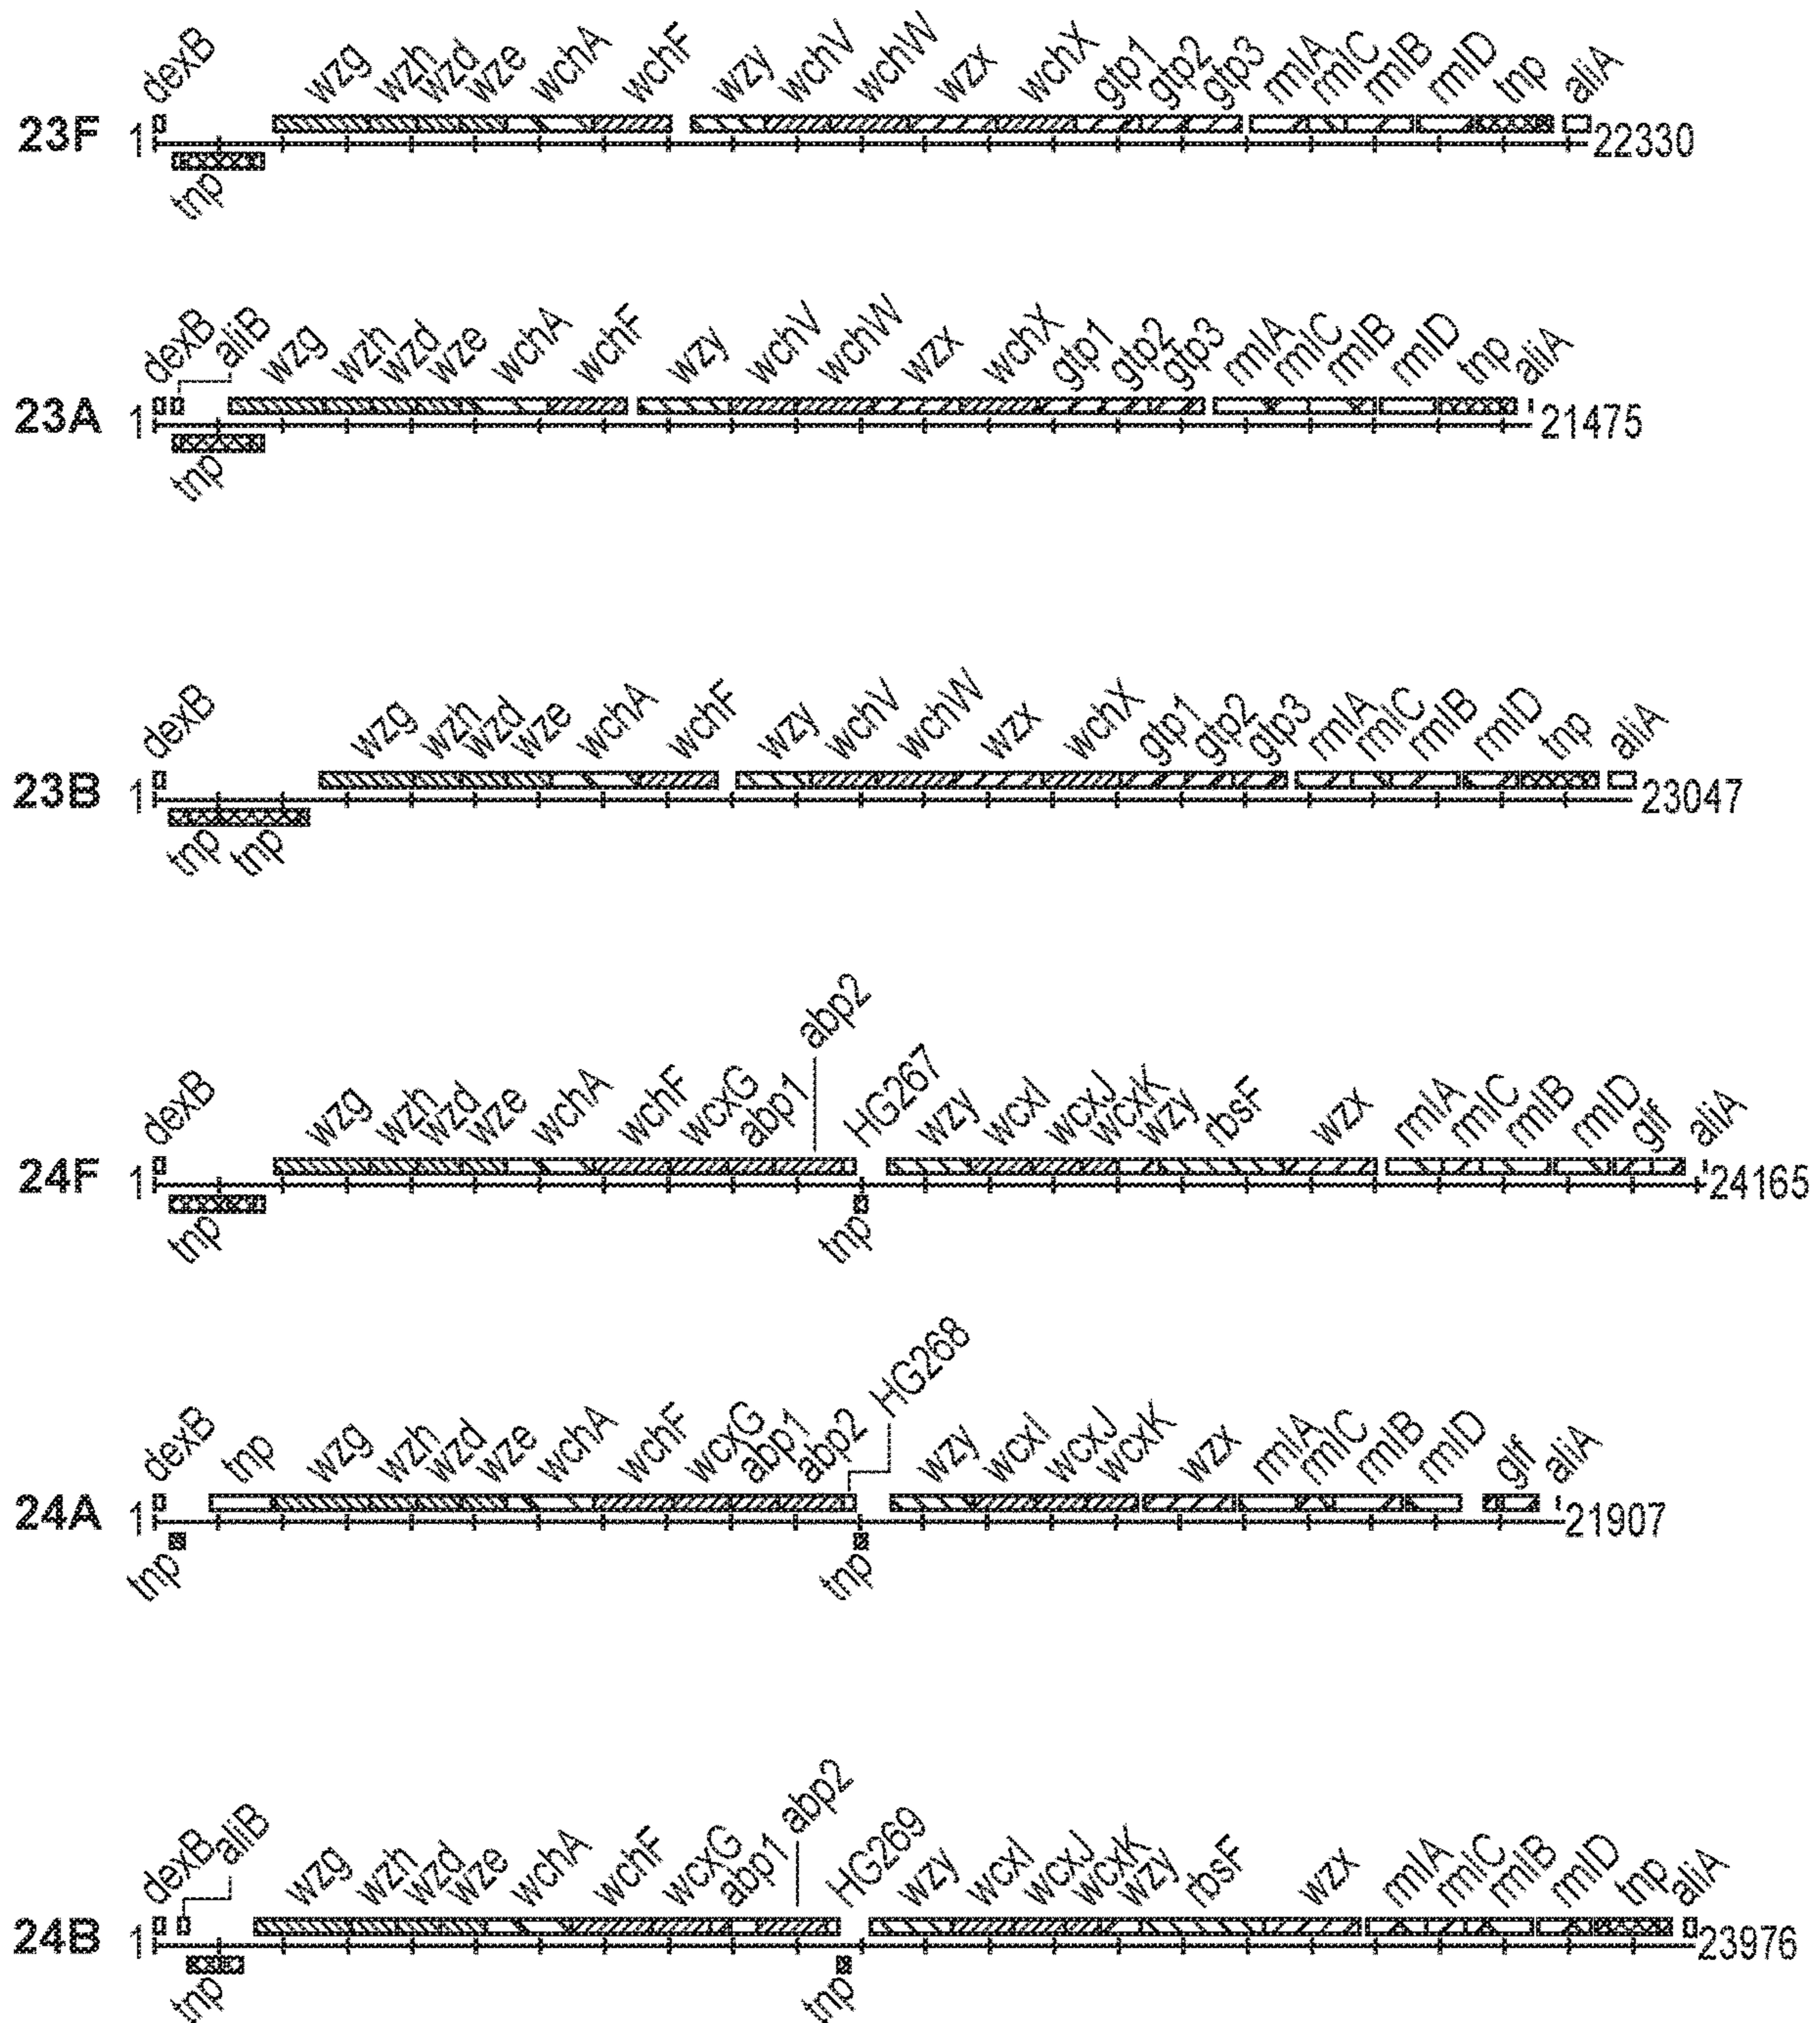 dexB wzg wzh wzd wze wchA wchF wzy wchV wchW wzx wchX gtp1 gtp2 gtp3 rmlA rmlC rmlB rmlD tnp aliA
23F 1 22330
tnp
dexB aliB wzg wzh wzd wze wchA wchF wzy wchV wchW wzx wchX gtp1 gtp2 gtp3 rmlA rmlC rmlB rmlD tnp aliA
23A 1 21475
tnp
dexB wzg wzh wzd wze wchA wchF wzy wchV wchW wzx wchX gtp1 gtp2 gtp3 rmlA rmlC rmlB rmlD tnp aliA
23B 1 23047
tnp tnp
dexB wzg wzh wzd wze wchA wchF wcxG abp1 abp2 HG267 wzy wcxI wcxJ wcxK wzy rbsF wzx rmlA rmlC rmlB rmlD glf aliA
24F 1 24165
tnp tnp
dexB tnp wzg wzh wzd wze wchA wchF wcxG abp1 abp2 HG268 wzy wcxI wcxJ wcxK wzx rmlA rmlC rmlB rmlD glf aliA
24A 1 21907
tnp tnp
dexB aliB wzg wzh wzd wze wchA wchF wcxG abp1 abp2 HG269 wzy wcxI wcxJ wcxK wzy rbsF wzx rmlA rmlC rmlB rmlD tnp aliA
24B 1 23976
tnp tnp